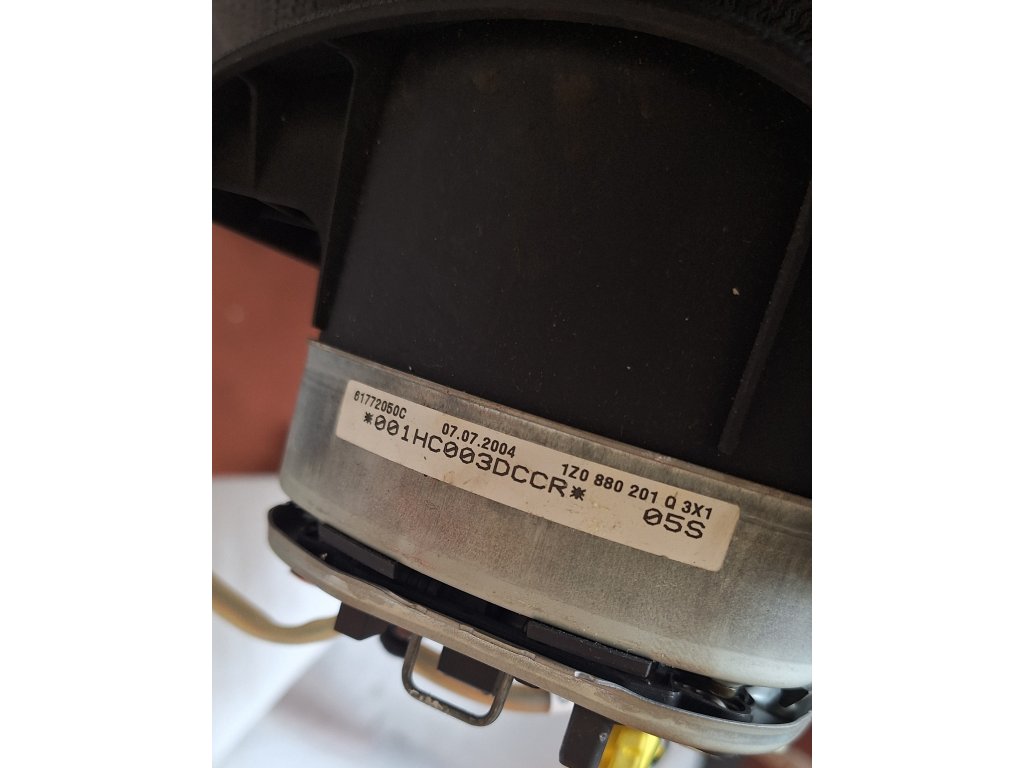 61772050C
07.07.2004
1Z0 880 201 Q 3X1
*001HC003DCCR*
05S